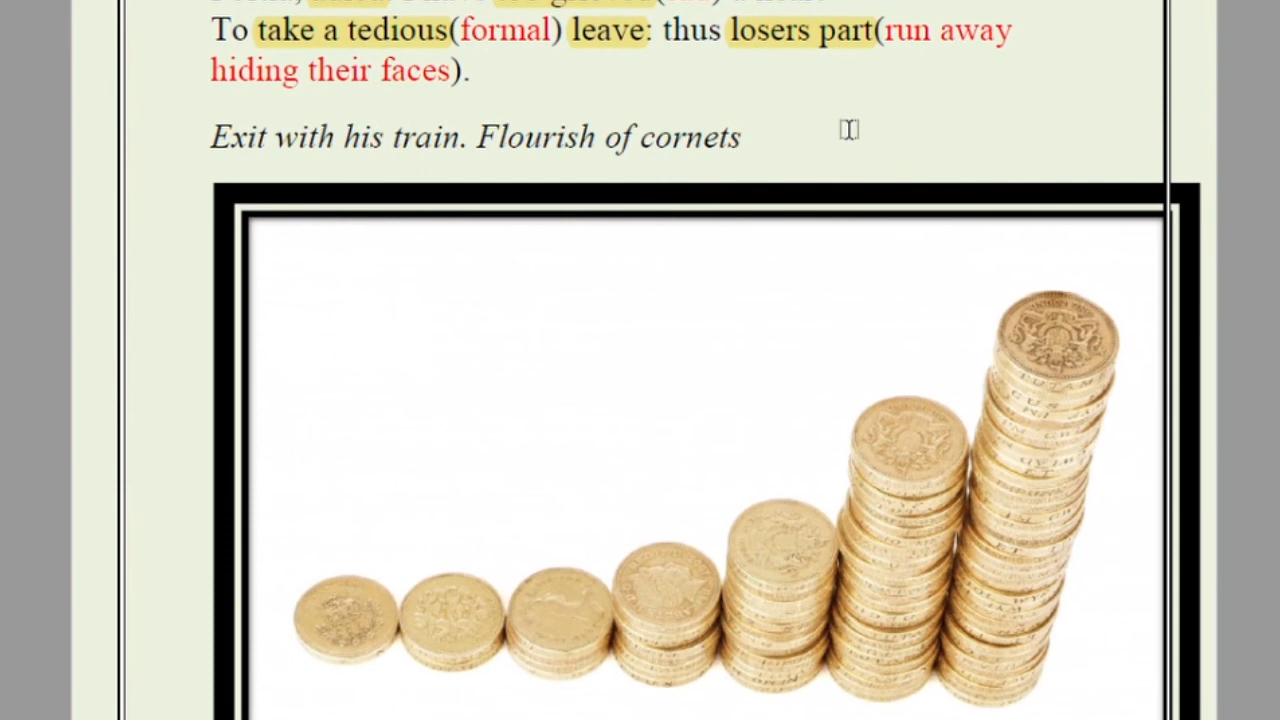 To take a tedious(formal) leave: thus losers part(run away
hiding their faces).
Exit with his train. Flourish of cornets